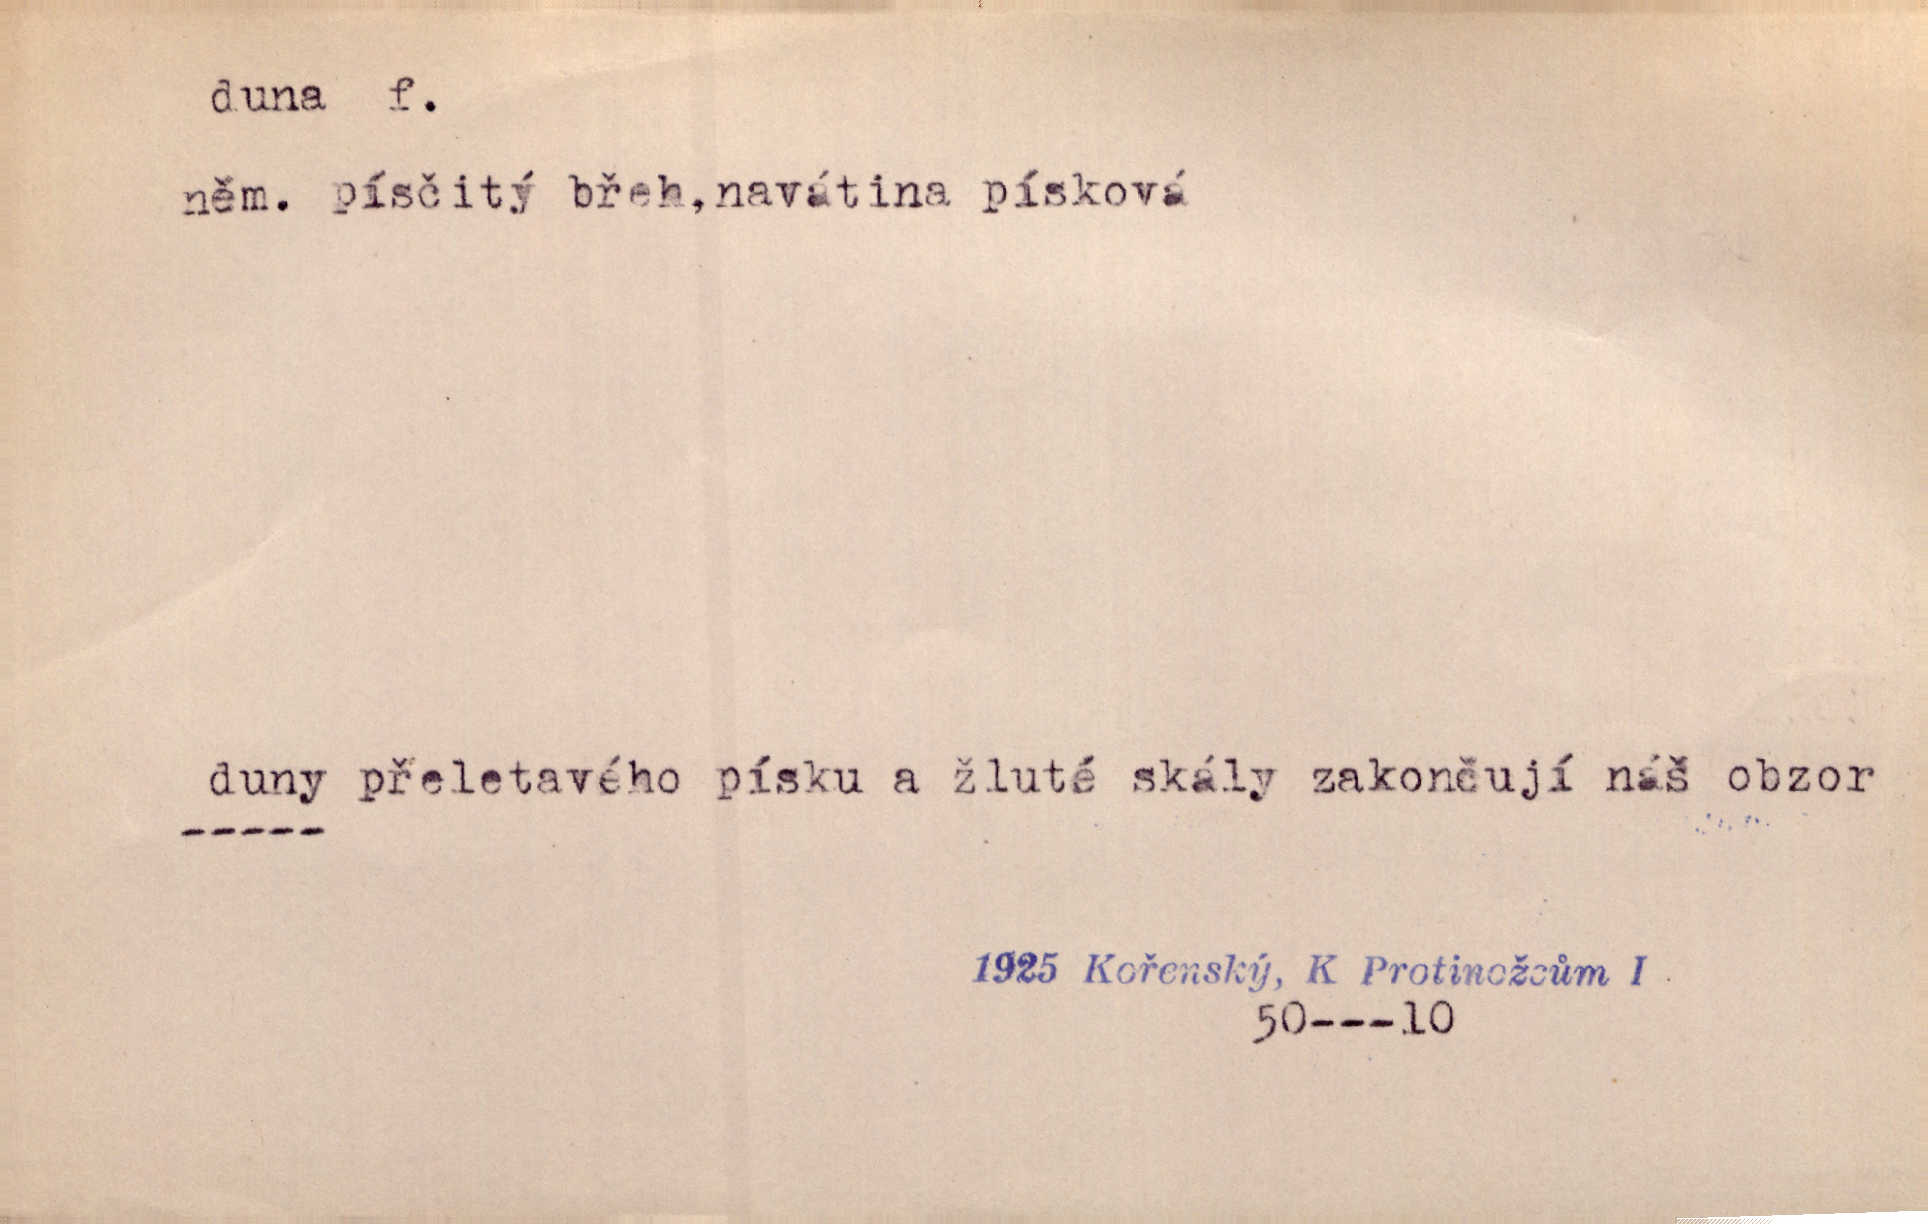 duna f.
něm. písčitý břeh,navátina písková
duny přeletavého písku a žluté skály zakončují náš obzor
-----
1925 Kořenský, K Protinožcům I
50---10